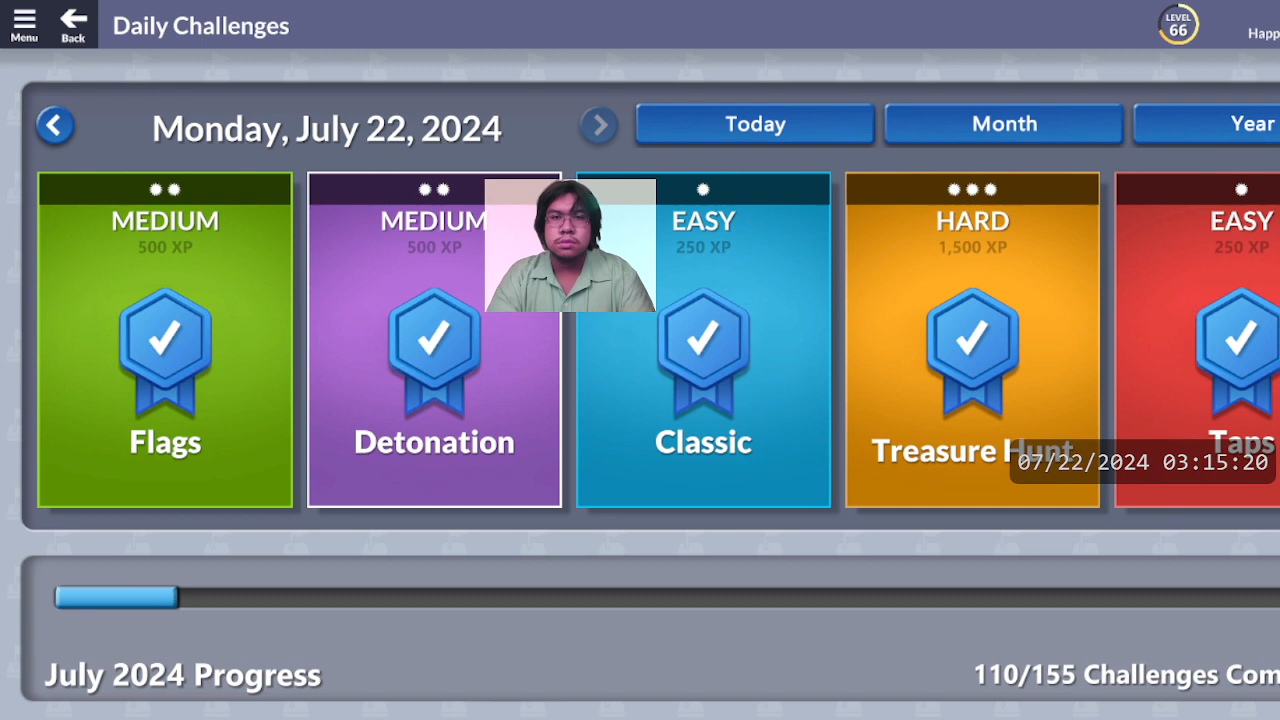 Menu
Back
Daily Challenges
LEVEL
66
Happ
Monday, July 22, 2024
Today
Month
Year
MEDIUM
500 XP
Flags
MEDIUM
500 XP
Detonation
EASY
250 XP
Classic
HARD
1,500 XP
Treasure Hunt
EASY
250 XP
Taps
07/22/2024 03:15:20
July 2024 Progress
110/155 Challenges Com